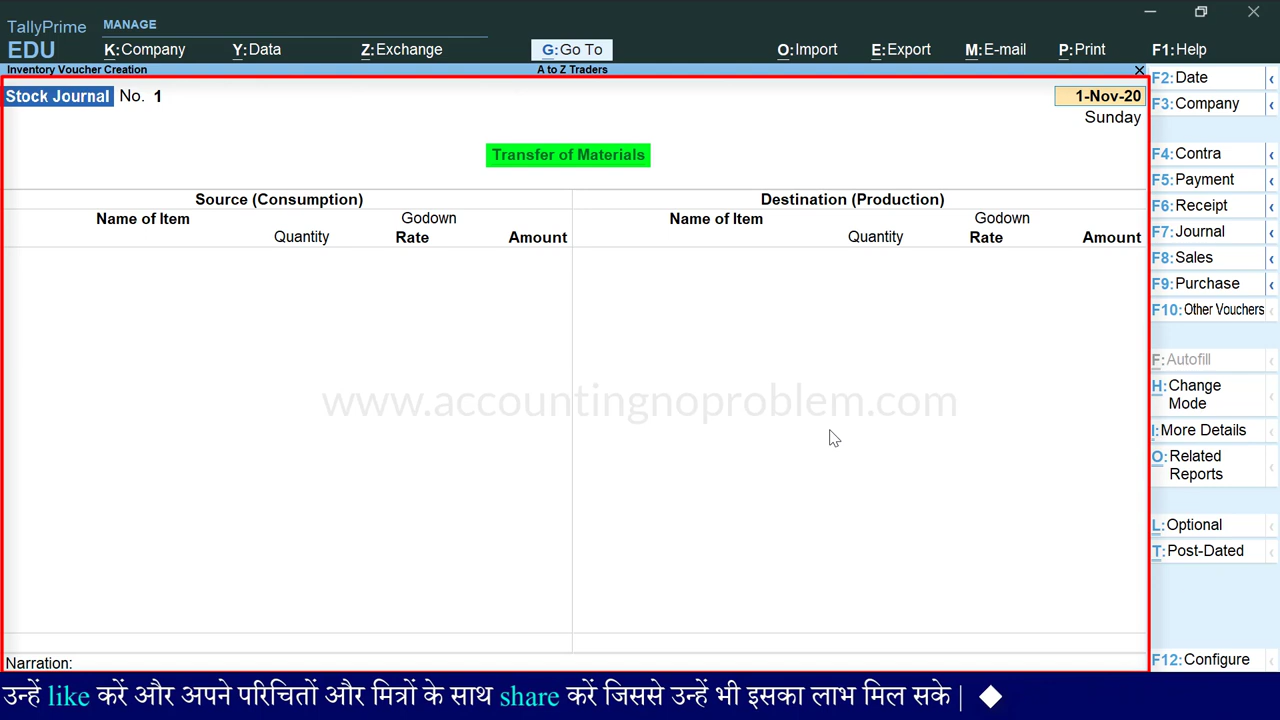 TallyPrime
EDU
MANAGE
K:Company Y:Data Z:Exchange G:Go To O:Import E:Export M:E-mail P:Print F1:Help
Inventory Voucher Creation A to Z Traders
Stock Journal No. 1 1-Nov-20
Sunday
Transfer of Materials
Source (Consumption) Destination (Production)
Name of Item Godown Name of Item Godown
Quantity Rate Amount Quantity Rate Amount
www.accountingnoproblem.com
Narration:
F2:Date
F3:Company
F4:Contra
F5:Payment
F6:Receipt
F7:Journal
F8:Sales
F9:Purchase
F10:Other Vouchers
F:Autofill
H:Change
Mode
I:More Details
O:Related
Reports
L:Optional
T:Post-Dated
F12:Configure
उन्हें like करें और अपने परिचितों और मित्रों के साथ share करें जिससे उन्हें भी इसका लाभ मिल सके |